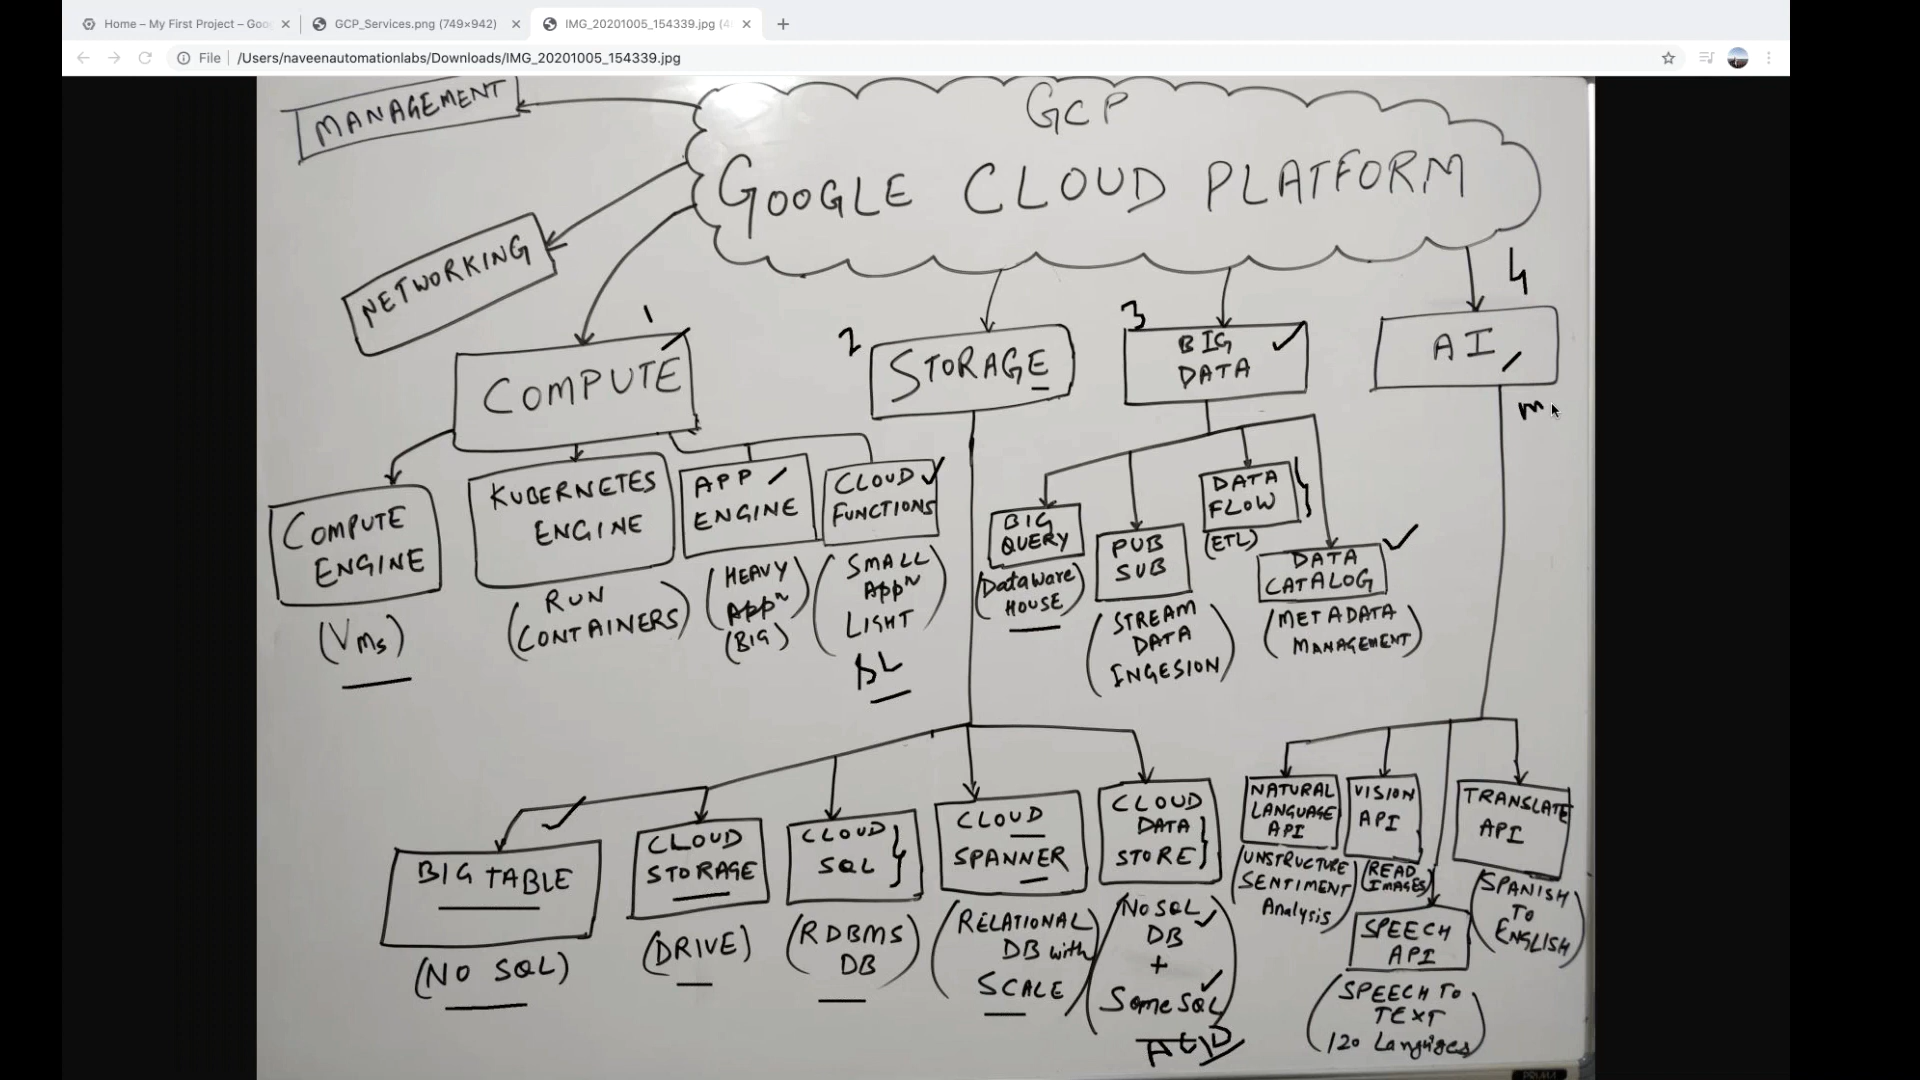 Home – My First Project – Goo
GCP_Services.png (749×942)
IMG_20201005_154339.jpg (4
File
/Users/naveenautomationlabs/Downloads/IMG_20201005_154339.jpg
MANAGEMENT
GCP
GOOGLE CLOUD PLATFORM
NETWORKING
1
COMPUTE
2
STORAGE
3
BIG
DATA
4
AI
m
COMPUTE
ENGINE
(VMs)
KUBERNETES
ENGINE
(RUN
CONTAINERS)
APP
ENGINE
(HEAVY
APPⁿ
(BIG)
CLOUD
FUNCTIONS
(SMALL
APPⁿ
LIGHT)
BL
BIG
QUERY
(DataWare
HOUSE)
PUB
SUB
(STREAM
DATA
INGESION)
DATA
FLOW
(ETL)
DATA
CATALOG
(METADATA
MANAGEMENT)
BIG TABLE
(NO SQL)
CLOUD
STORAGE
(DRIVE)
CLOUD
SQL
(RDBMS
DB)
CLOUD
SPANNER
(RELATIONAL
DB with
SCALE)
CLOUD
DATA
STORE
(NOSQL
DB
+
SomeSQL)
ACID
NATURAL
LANGUAGE
API
(UNSTRUCTURE
SENTIMENT
Analysis)
VISION
API
(READ
IMAGES)
SPEECH
API
(SPEECH TO
TEXT
120 Languages)
TRANSLATE
API
(SPANISH
TO
ENGLISH)